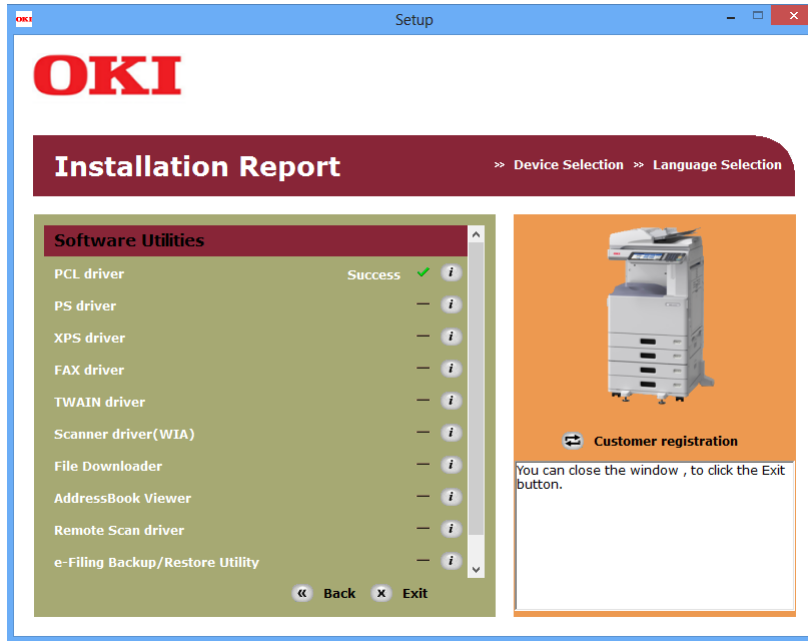 OKI
Setup
OKI
Installation Report
» Device Selection » Language Selection
Software Utilities
PCL driver Success
PS driver
XPS driver
FAX driver
TWAIN driver
Scanner driver(WIA)
File Downloader
AddressBook Viewer
Remote Scan driver
e-Filing Backup/Restore Utility
« Back x Exit
Customer registration
You can close the window , to click the Exit
button.